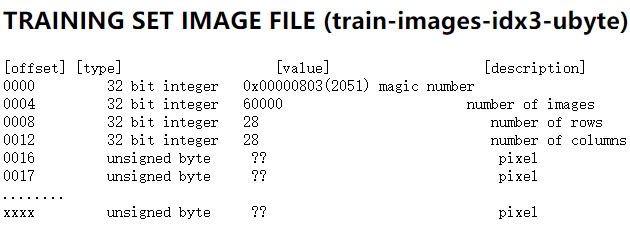 TRAINING SET IMAGE FILE (train-images-idx3-ubyte)
[offset] [type] [value] [description]
0000 32 bit integer 0x00000803(2051) magic number
0004 32 bit integer 60000 number of images
0008 32 bit integer 28 number of rows
0012 32 bit integer 28 number of columns
0016 unsigned byte ?? pixel
0017 unsigned byte ?? pixel
........
xxxx unsigned byte ?? pixel